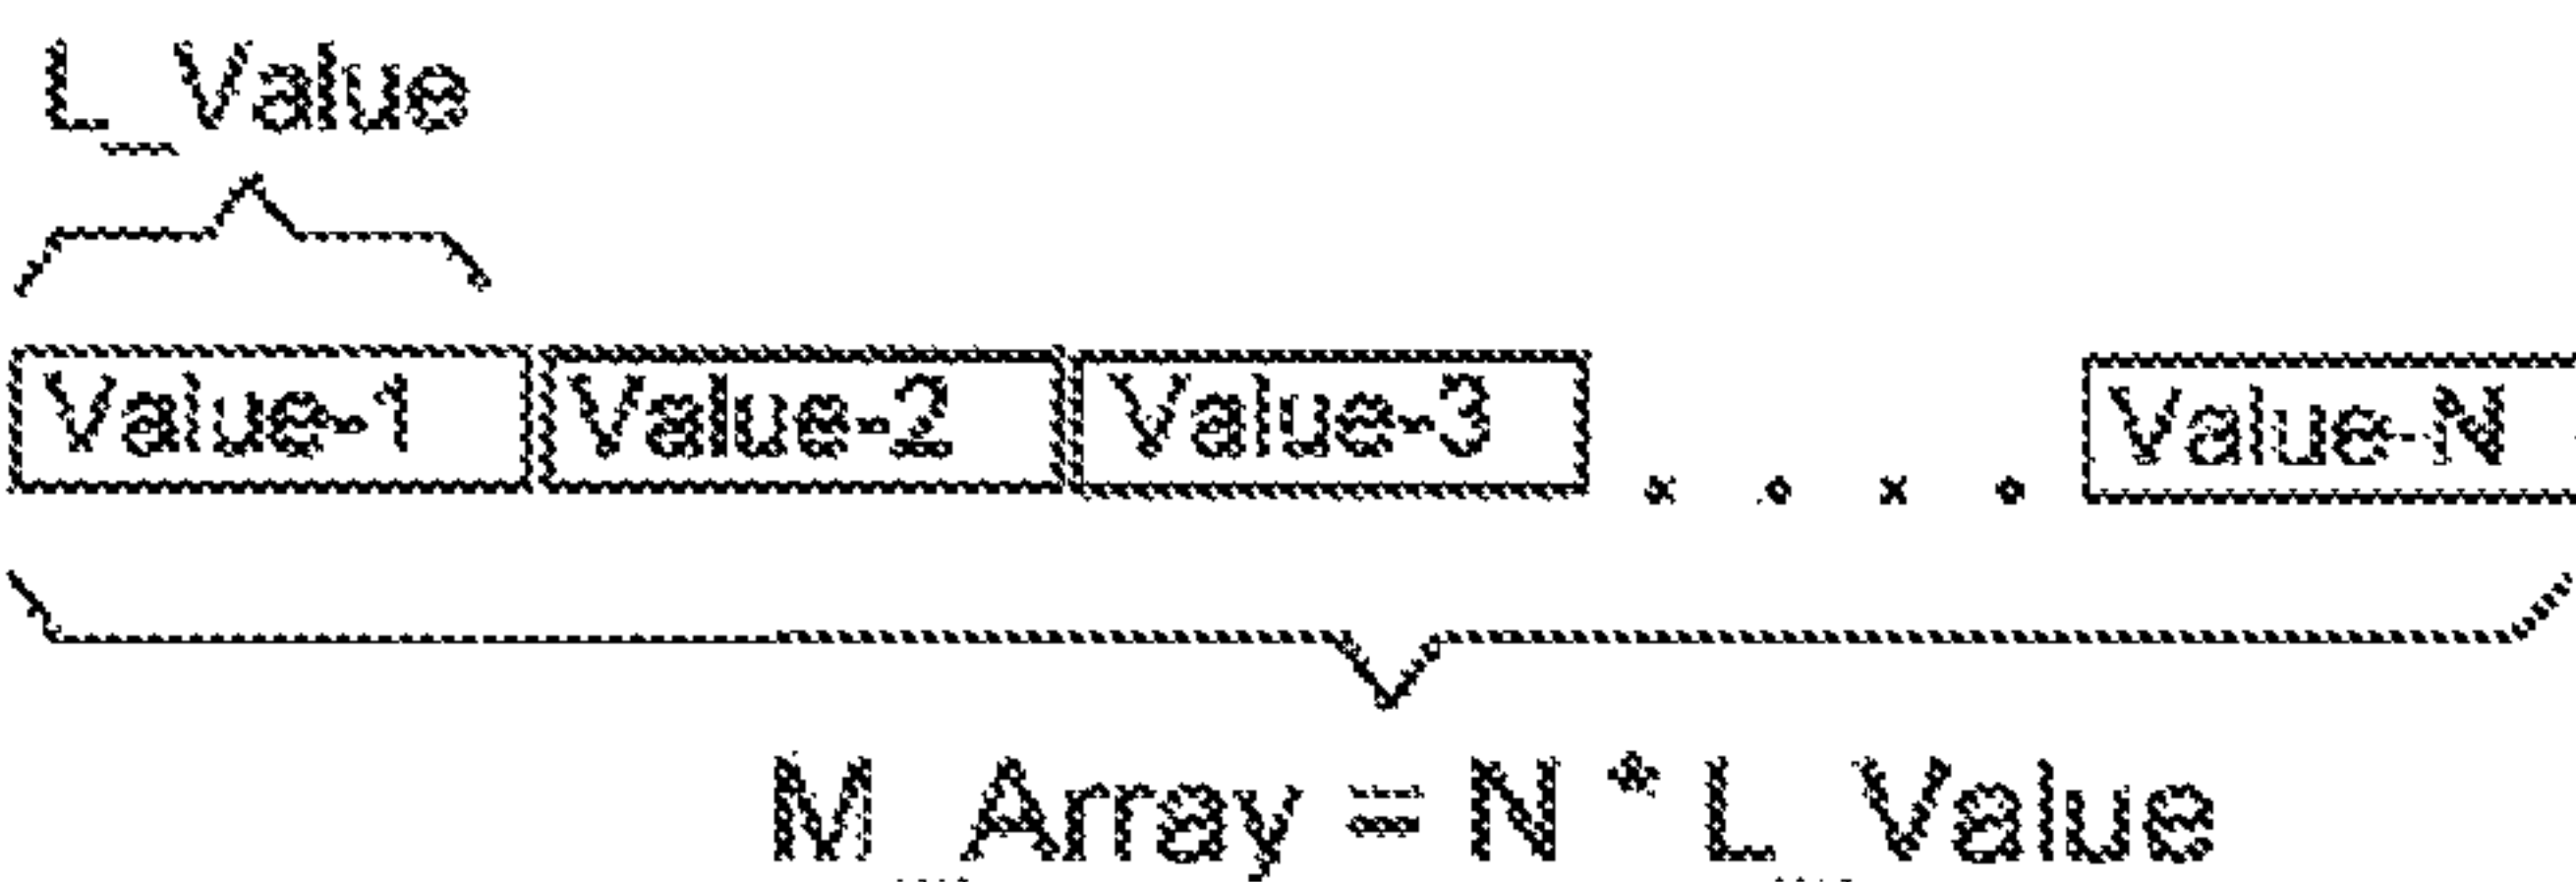 L_Value
Value-1 Value-2 Value-3 . . . . Value-N
M_Array = N * L_Value